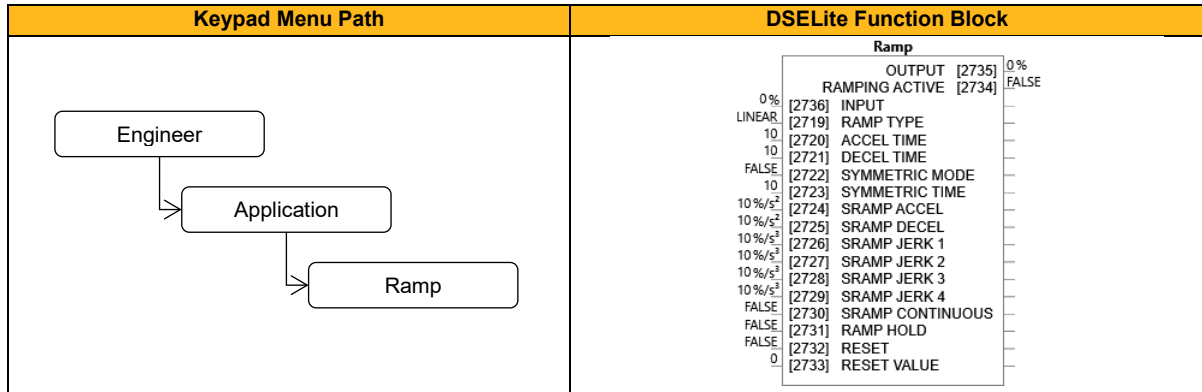 Keypad Menu Path
DSELite Function Block
Engineer
Application
Ramp
Ramp
OUTPUT [2735] 0 %
RAMPING ACTIVE [2734] FALSE
0 % [2736] INPUT
LINEAR [2719] RAMP TYPE
10 [2720] ACCEL TIME
10 [2721] DECEL TIME
FALSE [2722] SYMMETRIC MODE
10 [2723] SYMMETRIC TIME
10 %/s² [2724] SRAMP ACCEL
10 %/s² [2725] SRAMP DECEL
10 %/s³ [2726] SRAMP JERK 1
10 %/s³ [2727] SRAMP JERK 2
10 %/s³ [2728] SRAMP JERK 3
10 %/s³ [2729] SRAMP JERK 4
FALSE [2730] SRAMP CONTINUOUS
FALSE [2731] RAMP HOLD
FALSE [2732] RESET
0 [2733] RESET VALUE